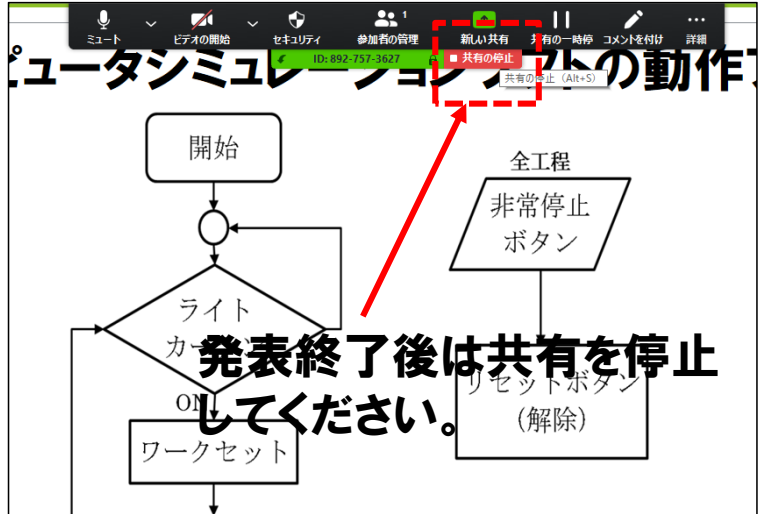 ミュート ビデオの開始 セキュリティ 参加者の管理 1 新しい共有 共有の一時停 コメントを付け 詳細
ID: 892-757-3627 共有の停止
共有の停止（Alt+S）
ピュータシミュレーションソフトの動作フ
開始
全工程
非常停止
ボタン
ライト
発表終了後は共有を停止
してください。
リセットボタン
(解除)
ON
ワークセット